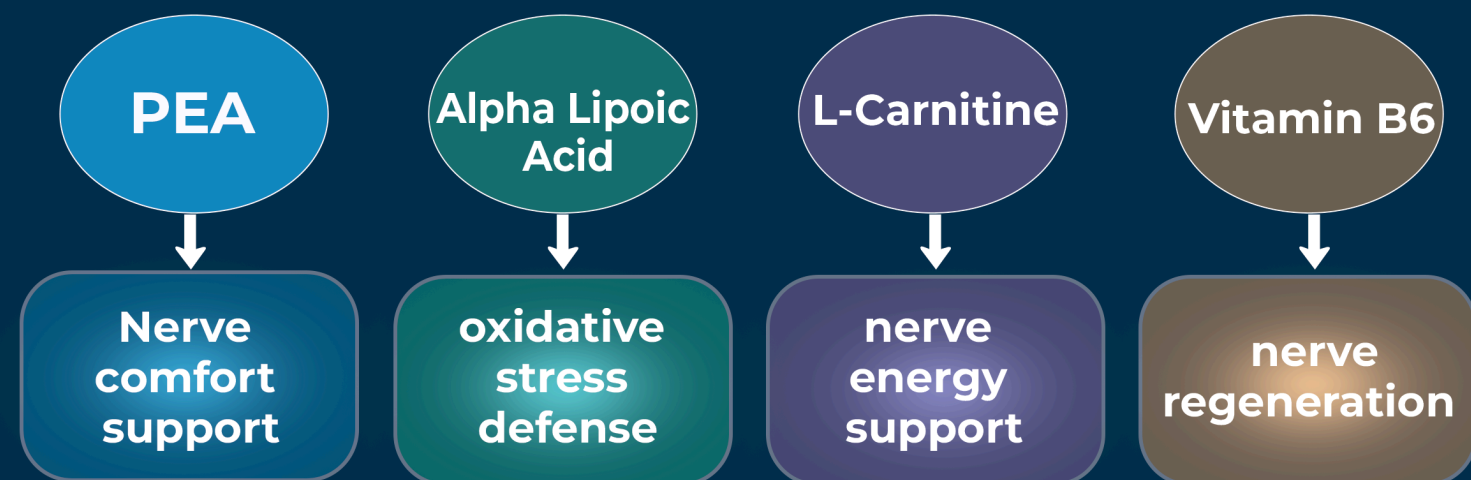 PEA
Alpha Lipoic
Acid
L-Carnitine
Vitamin B6
Nerve
comfort
support
oxidative
stress
defense
nerve
energy
support
nerve
regeneration